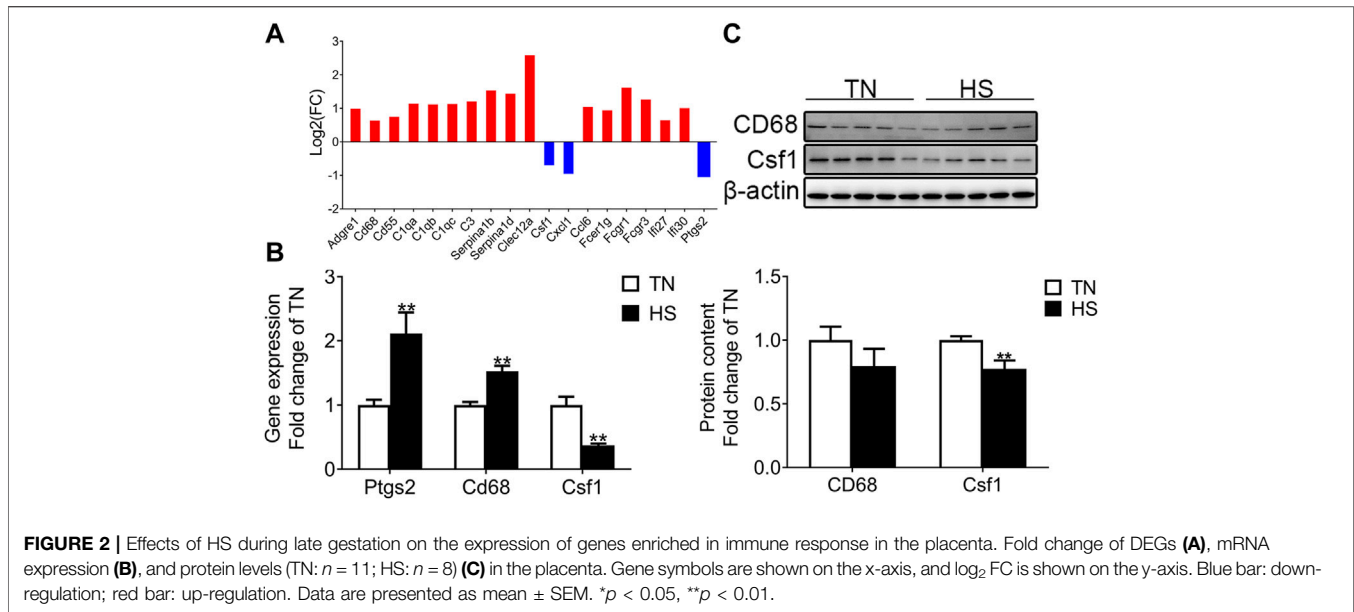 A
Log2(FC)
3
2
1
0
-1
-2
Adgre1
Cd68
Cd55
C1qa
C1qb
C1qc
C3
Serpina1b
Serpina1d
Clec12a
Csf1
Cxcl1
Ccl6
Fcer1g
Fcgr1
Fcgr3
Ifi27
Ifi30
Ptgs2
C
TN HS
CD68
Csf1
β-actin
B
Gene expression
Fold change of TN
3
2
1
0
**
**
**
TN
HS
Ptgs2 Cd68 Csf1
Protein content
Fold change of TN
1.5
1.0
0.5
0.0
**
TN
HS
CD68 Csf1
FIGURE 2 | Effects of HS during late gestation on the expression of genes enriched in immune response in the placenta. Fold change of DEGs (A), mRNA
expression (B), and protein levels (TN: n = 11; HS: n = 8) (C) in the placenta. Gene symbols are shown on the x-axis, and log2 FC is shown on the y-axis. Blue bar: down-
regulation; red bar: up-regulation. Data are presented as mean ± SEM. *p < 0.05, **p < 0.01.